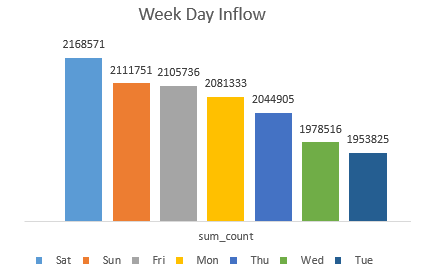 Week Day Inflow
2168571
2111751
2105736
2081333
2044905
1978516
1953825
sum_count
Sat Sun Fri Mon Thu Wed Tue